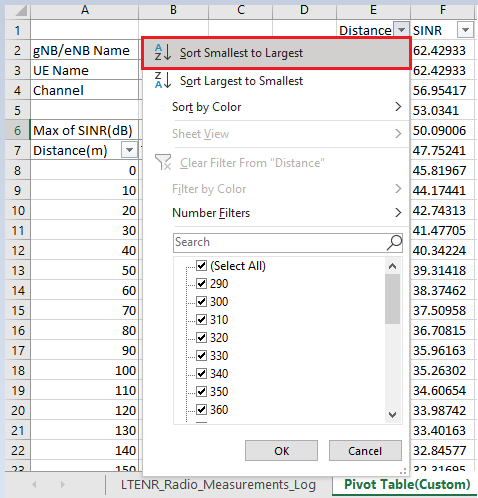 A B C D E F
1 Distance SINR
2 gNB/eNB Name 62.42933
3 UE Name 62.42933
4 Channel 56.95417
5 53.0341
6 Max of SINR(dB) 50.09006
7 Distance(m) 47.75241
8 0 45.81967
9 10 44.17441
10 20 42.74313
11 30 41.47705
12 40 40.34224
13 50 39.31418
14 60 38.37462
15 70 37.50958
16 80 36.70815
17 90 35.96163
18 100 35.26302
19 110 34.60654
20 120 33.98742
21 130 33.40163
22 140 32.84577
23 150 32.31695
Sort Smallest to Largest
Sort Largest to Smallest
Sort by Color
Sheet View
Clear Filter From "Distance"
Filter by Color
Number Filters
Search
(Select All)
290
300
310
320
330
340
350
360
OK Cancel
LTENR_Radio_Measurements_Log Pivot Table(Custom)